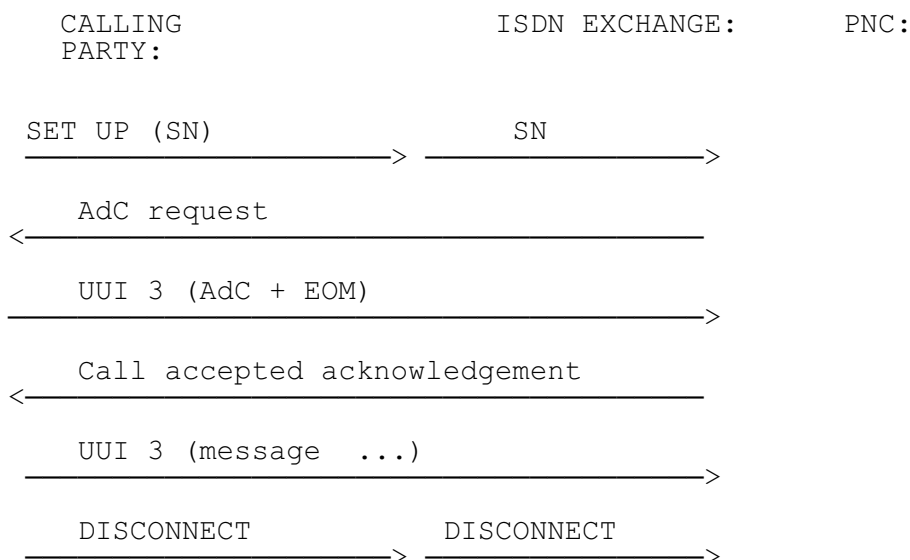 CALLING ISDN EXCHANGE: PNC:
PARTY:
SET UP (SN) SN
AdC request
UUI 3 (AdC + EOM)
Call accepted acknowledgement
UUI 3 (message ...)
DISCONNECT DISCONNECT